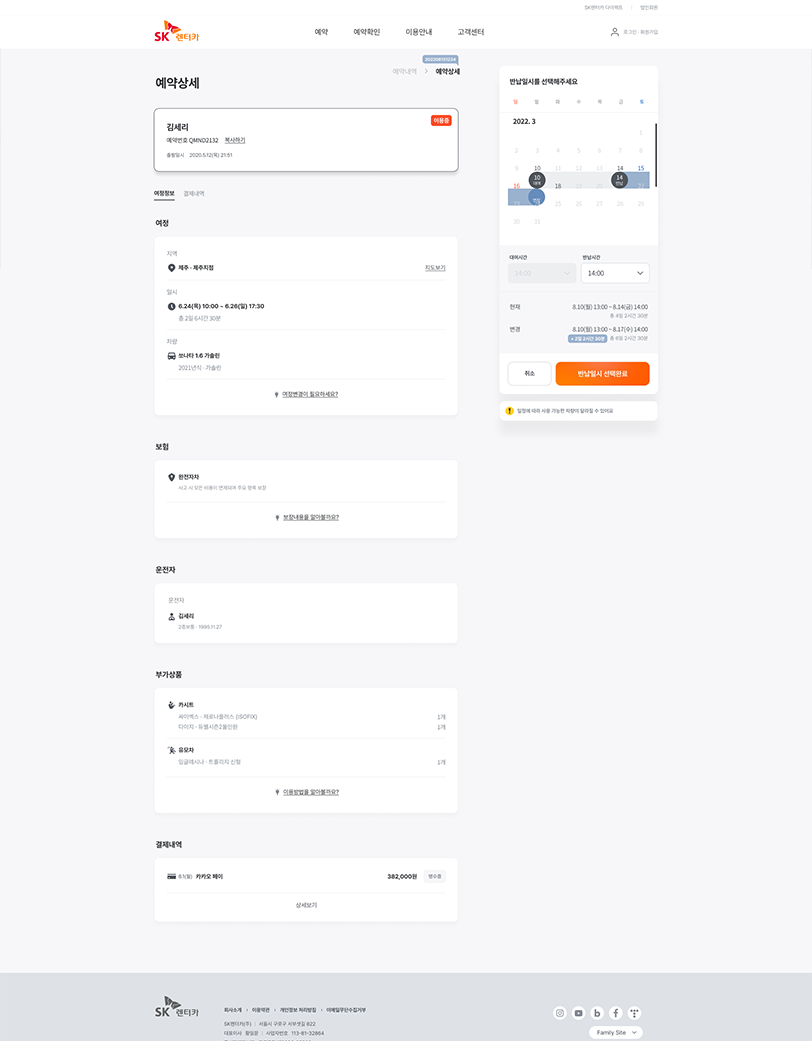 SK렌터카 다이렉트 | 법인회원
SK 렌터카
예약 예약확인 이용안내 고객센터
로그인 · 회원가입
예약내역 > 예약상세
예약상세
이용중
김세리
예약번호 QMND2132 복사하기
출발일시 2020.5.12(목) 21:51
여정정보 결제내역
여정
지역
제주 · 제주지점 지도보기
일시
6.24(목) 10:00 ~ 6.26(일) 17:30
총 2일 6시간 30분
차량
쏘나타 1.6 가솔린
2021년식 · 가솔린
여정변경이 필요하세요?
보험
완전자차
사고 시 모든 비용이 면제되며 주요 항목 보장
보장내용을 알아볼까요?
운전자
운전자
김세리
2종보통 · 1995.11.27
부가상품
카시트
싸이벡스 · 제로나플러스 (ISOFIX) 1개
다이치 · 듀웰시즌2올인원 1개
유모차
잉글레시나 · 트릴리지 신형 1개
이용방법을 알아볼까요?
결제내역
8.1(월) 카카오 페이 382,000원 영수증
상세보기
반납일시를 선택해주세요
일 월 화 수 목 금 토
2022. 3
1
2 3 4 5 6 7 8
9 10 11 12 13 14 15
10 14
반납
16 18
25 26 27 28 29
30 31
대여시간 반납시간
24:00 14:00
현재 8.10(월) 13:00 ~ 8.14(금) 14:00
총 4일 2시간 30분
변경 8.10(월) 13:00 ~ 8.17(수) 14:00
+ 2일 2시간 30분 총 6일 2시간 30분
취소 반납일시 선택완료
일정에 따라 사용 가능한 차량이 달라질 수 있어요
SK 렌터카
회사소개 › 이용약관 › 개인정보 처리방침 › 이메일무단수집거부
SK렌터카(주) | 서울시 구로구 서부샛길 822
대표이사 황일문 | 사업자번호 113-81-32864
Family Site